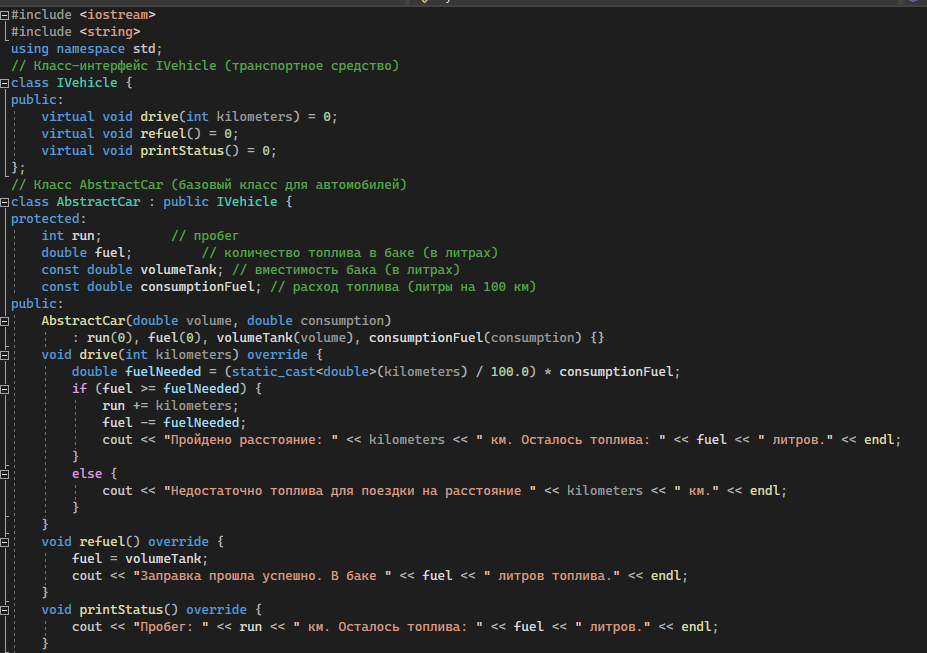 #include <iostream>
#include <string>
using namespace std;
// Класс-интерфейс IVehicle (транспортное средство)
class IVehicle {
public:
    virtual void drive(int kilometers) = 0;
    virtual void refuel() = 0;
    virtual void printStatus() = 0;
};
// Класс AbstractCar (базовый класс для автомобилей)
class AbstractCar : public IVehicle {
protected:
    int run;         // пробег
    double fuel;         // количество топлива в баке (в литрах)
    const double volumeTank; // вместимость бака (в литрах)
    const double consumptionFuel; // расход топлива (литры на 100 км)
public:
    AbstractCar(double volume, double consumption)
        : run(0), fuel(0), volumeTank(volume), consumptionFuel(consumption) {}
    void drive(int kilometers) override {
        double fuelNeeded = (static_cast<double>(kilometers) / 100.0) * consumptionFuel;
        if (fuel >= fuelNeeded) {
            run += kilometers;
            fuel -= fuelNeeded;
            cout << "Пройдено расстояние: " << kilometers << " км. Осталось топлива: " << fuel << " литров." << endl;
        }
        else {
            cout << "Недостаточно топлива для поездки на расстояние " << kilometers << " км." << endl;
        }
    }
    void refuel() override {
        fuel = volumeTank;
        cout << "Заправка прошла успешно. В баке " << fuel << " литров топлива." << endl;
    }
    void printStatus() override {
        cout << "Пробег: " << run << " км. Осталось топлива: " << fuel << " литров." << endl;
    }